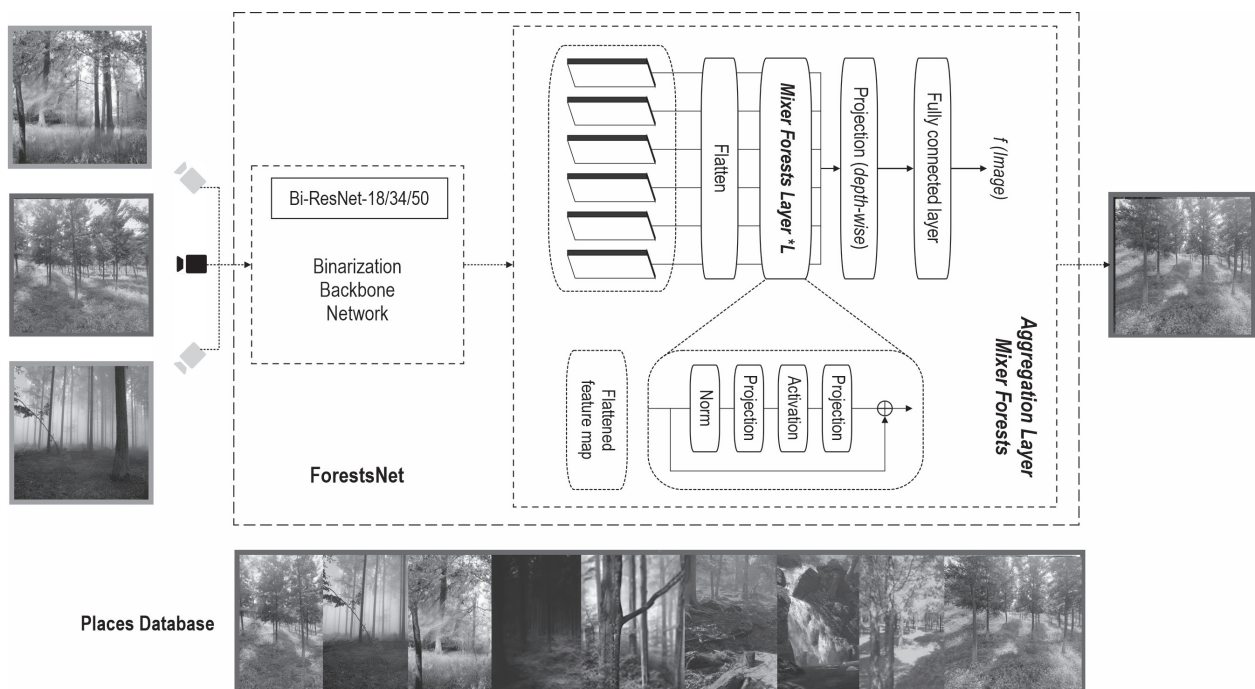 Bi-ResNet-18/34/50
Binarization
Backbone
Network
ForestsNet
Flatten
Mixer Forests Layer *L
Projection (depth-wise)
Fully connected layer
f (Image)
Flattened
feature map
Norm
Projection
Activation
Projection
Aggregation Layer
Mixer Forests
Places Database